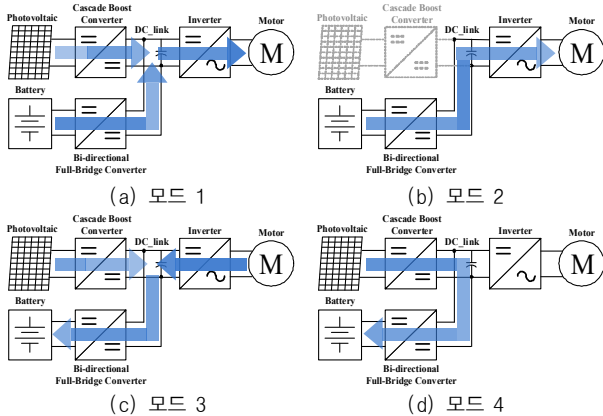 Photovoltaic
Cascade Boost
Converter
DC_link
Inverter
Motor
M
Battery
Bi-directional
Full-Bridge Converter
(a) 모드 1
Photovoltaic
Cascade Boost
Converter
DC_link
Inverter
Motor
M
Battery
Bi-directional
Full-Bridge Converter
(b) 모드 2
Photovoltaic
Cascade Boost
Converter
DC_link
Inverter
Motor
M
Battery
Bi-directional
Full-Bridge Converter
(c) 모드 3
Photovoltaic
Cascade Boost
Converter
DC_link
Inverter
Motor
M
Battery
Bi-directional
Full-Bridge Converter
(d) 모드 4